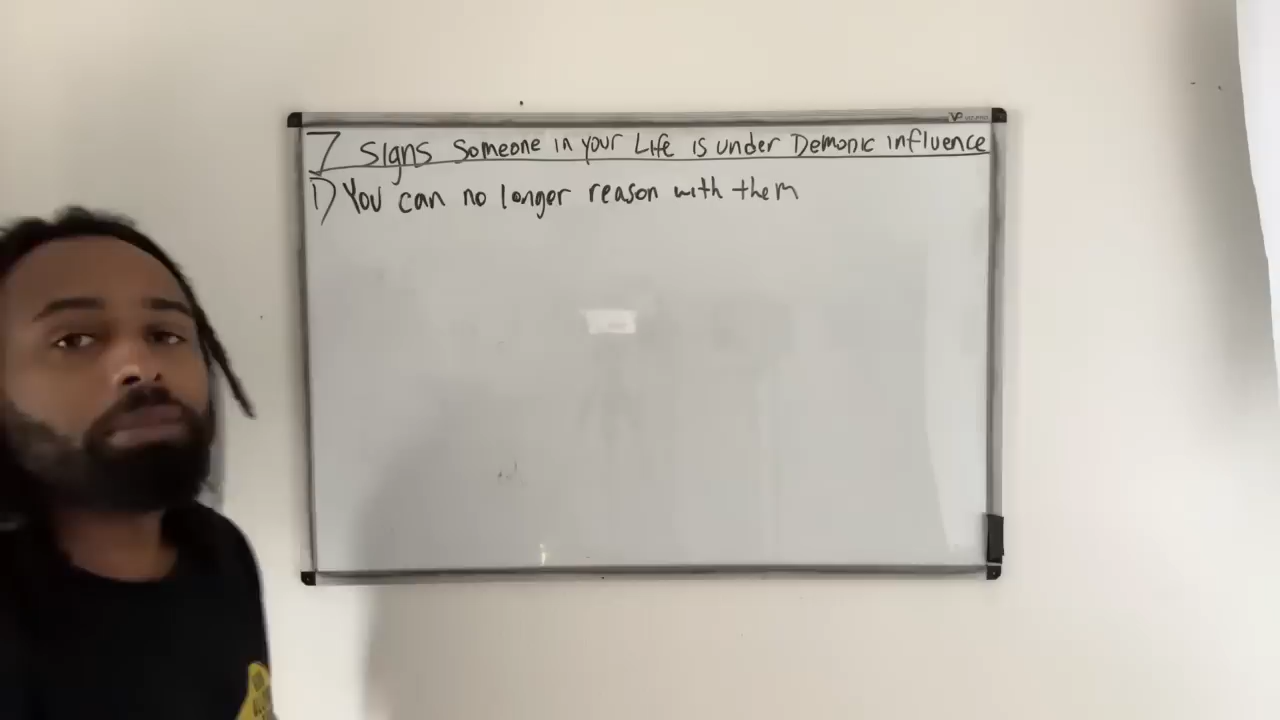 7 Signs Someone in your Life is under Demonic influence
1) You can no longer reason with them